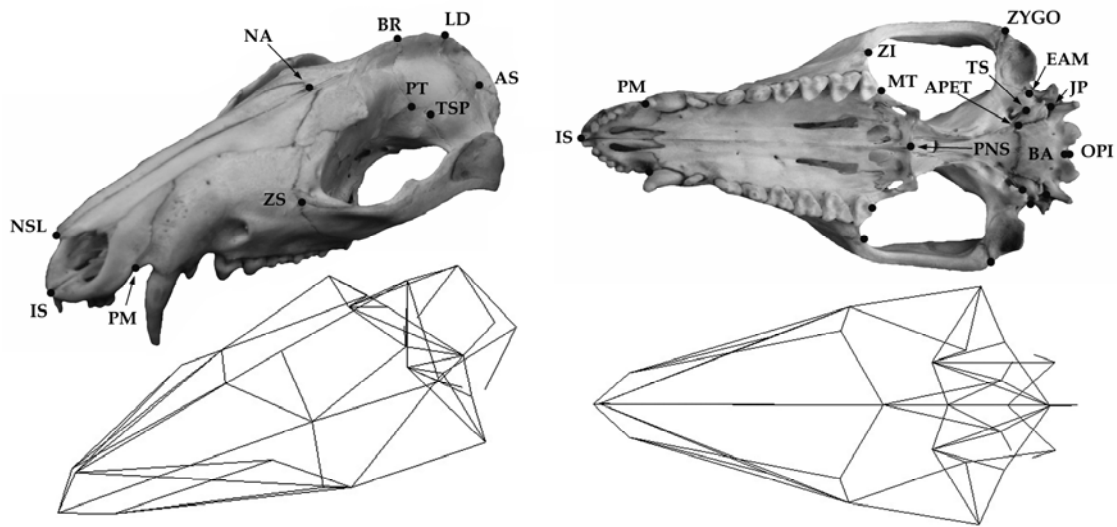 BR
LD
NA
AS
PT
TSP
ZS
NSL
IS
PM
ZYGO
ZI
EAM
TS
MT
JP
APET
PM
IS
PNS
BA
OPI